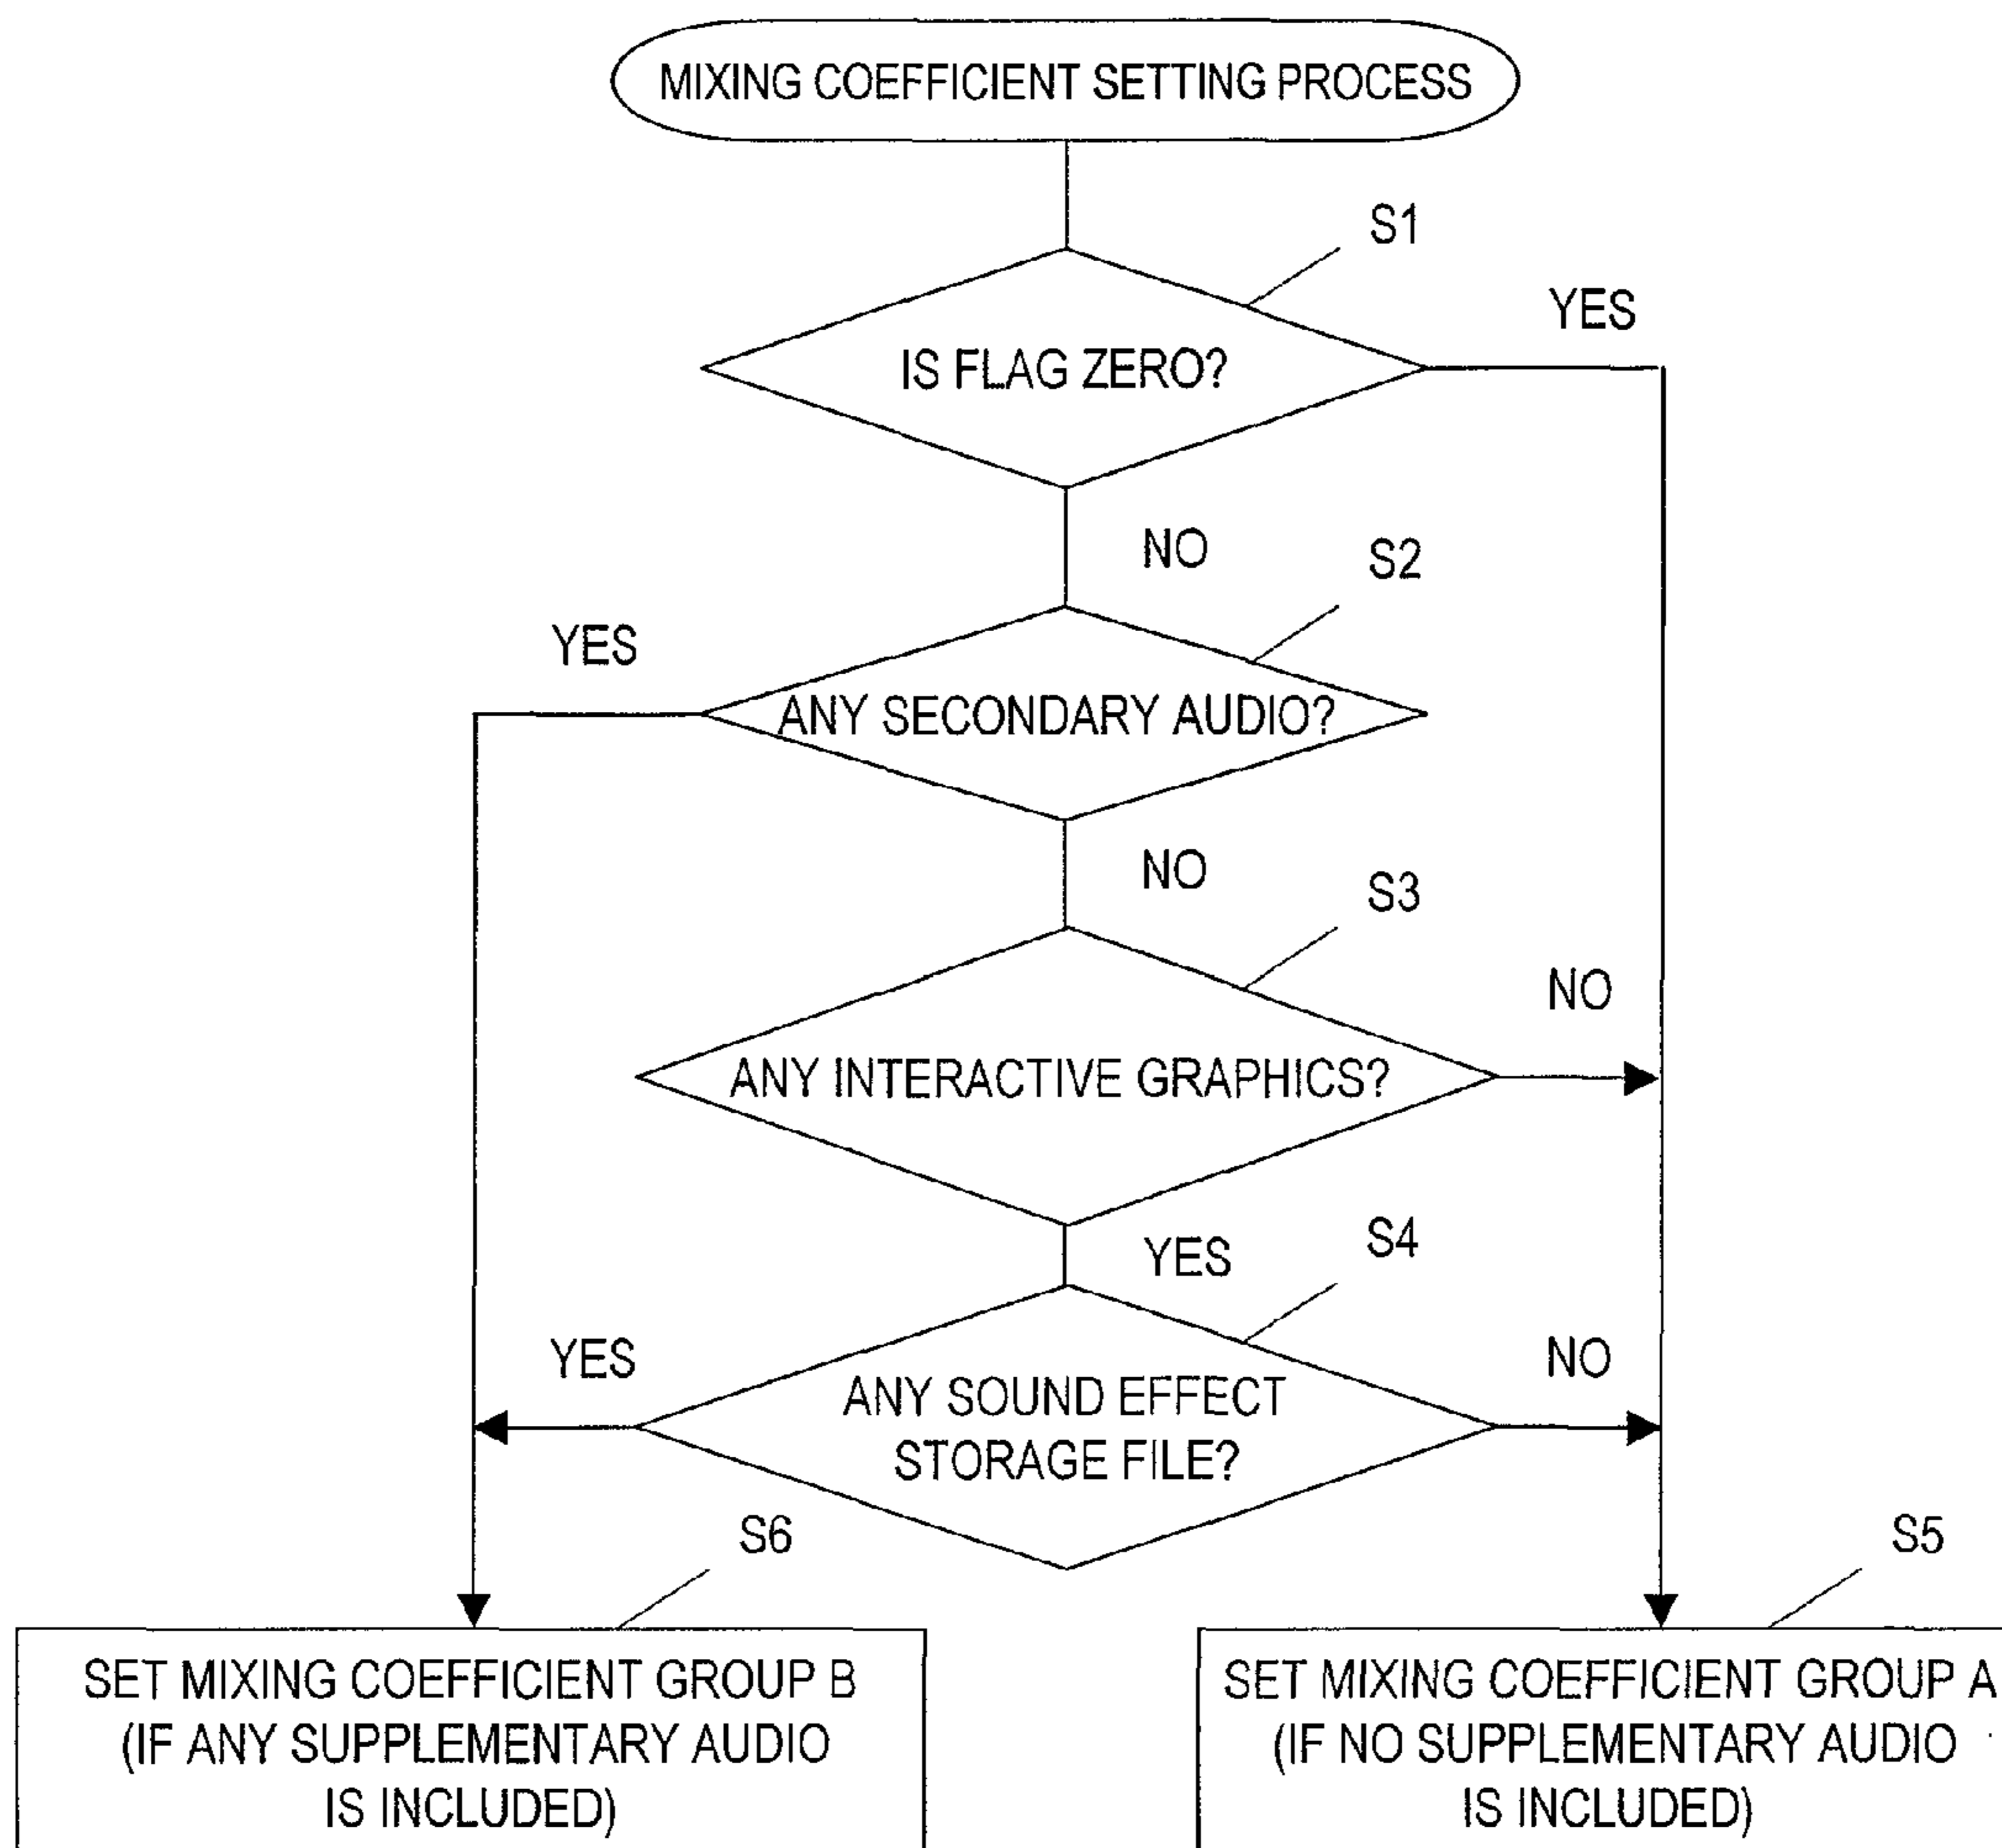 MIXING COEFFICIENT SETTING PROCESS
S1
YES
IS FLAG ZERO?
NO
S2
YES
ANY SECONDARY AUDIO?
NO
S3
NO
ANY INTERACTIVE GRAPHICS?
YES
S4
YES
NO
ANY SOUND EFFECT
STORAGE FILE?
S6
S5
SET MIXING COEFFICIENT GROUP B
(IF ANY SUPPLEMENTARY AUDIO
IS INCLUDED)
SET MIXING COEFFICIENT GROUP A
(IF NO SUPPLEMENTARY AUDIO
IS INCLUDED)